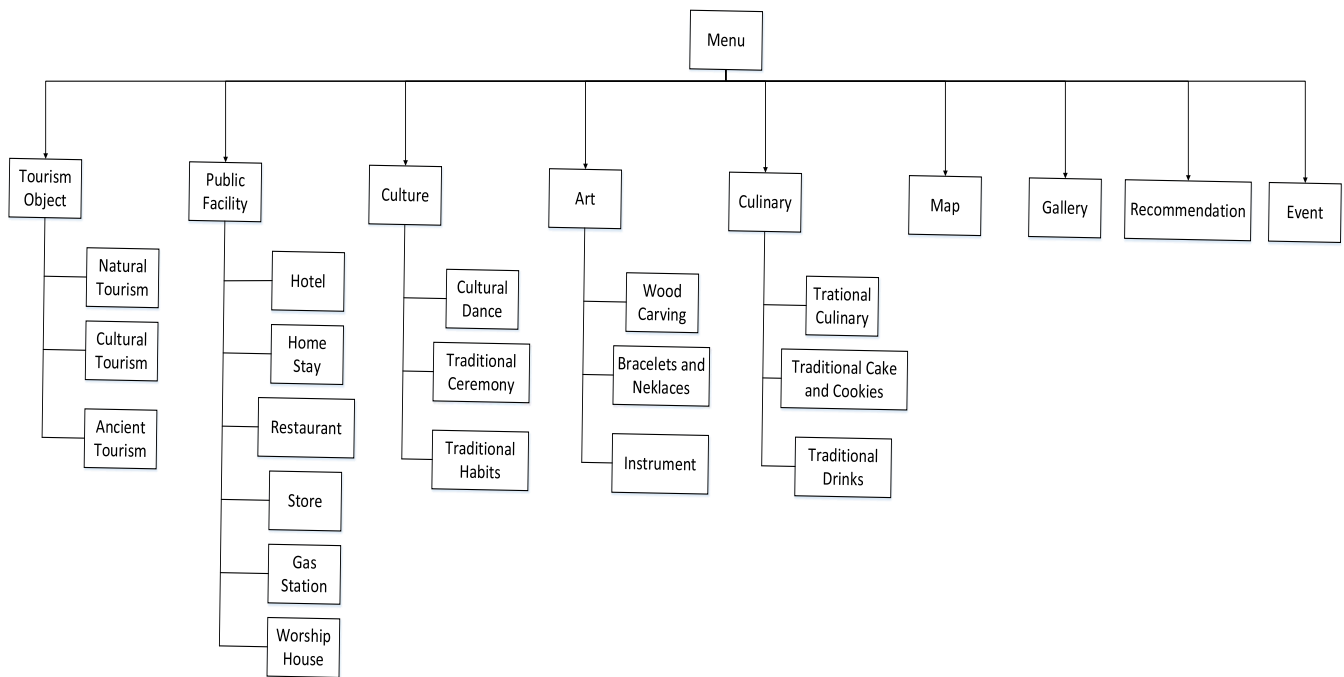 Menu
Tourism
Object
Public
Facility
Culture
Art
Culinary
Map
Gallery
Recommendation
Event
Natural
Tourism
Cultural
Tourism
Ancient
Tourism
Hotel
Home
Stay
Restaurant
Store
Gas
Station
Worship
House
Cultural
Dance
Traditional
Ceremony
Traditional
Habits
Wood
Carving
Bracelets and
Neklaces
Instrument
Trational
Culinary
Traditional Cake
and Cookies
Traditional
Drinks